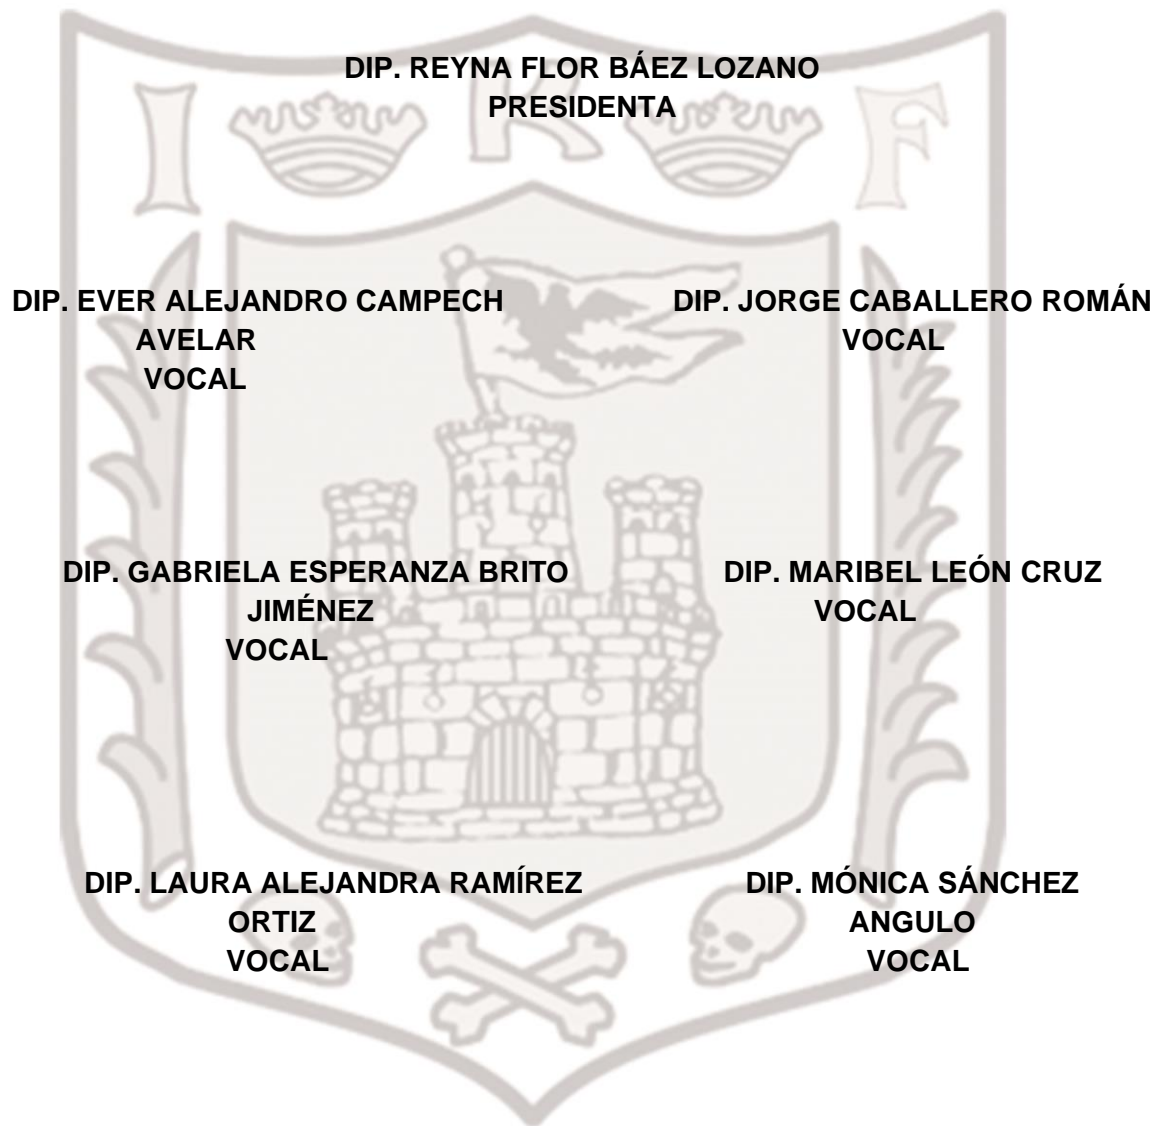 I K F
DIP. REYNA FLOR BÁEZ LOZANO
PRESIDENTA
DIP. EVER ALEJANDRO CAMPECH
AVELAR
VOCAL
DIP. JORGE CABALLERO ROMÁN
VOCAL
DIP. GABRIELA ESPERANZA BRITO
JIMÉNEZ
VOCAL
DIP. MARIBEL LEÓN CRUZ
VOCAL
DIP. LAURA ALEJANDRA RAMÍREZ
ORTIZ
VOCAL
DIP. MÓNICA SÁNCHEZ
ANGULO
VOCAL